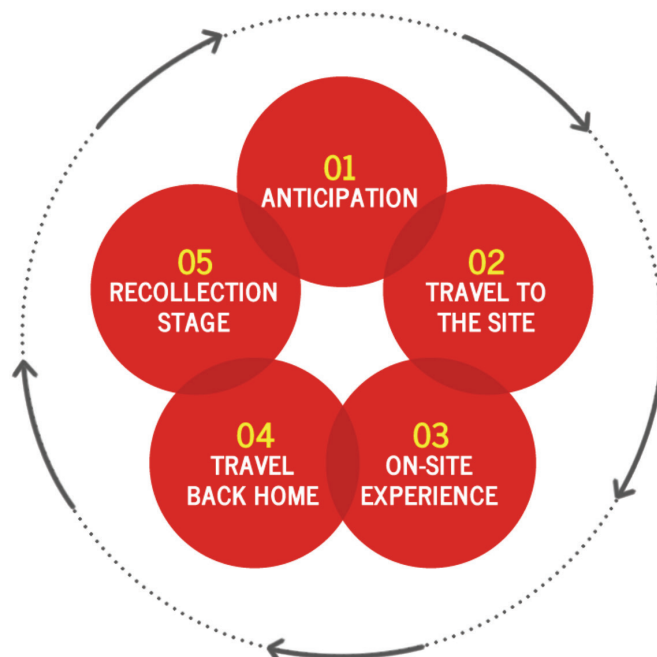 01
ANTICIPATION
02
TRAVEL TO
THE SITE
03
ON-SITE
EXPERIENCE
04
TRAVEL
BACK HOME
05
RECOLLECTION
STAGE